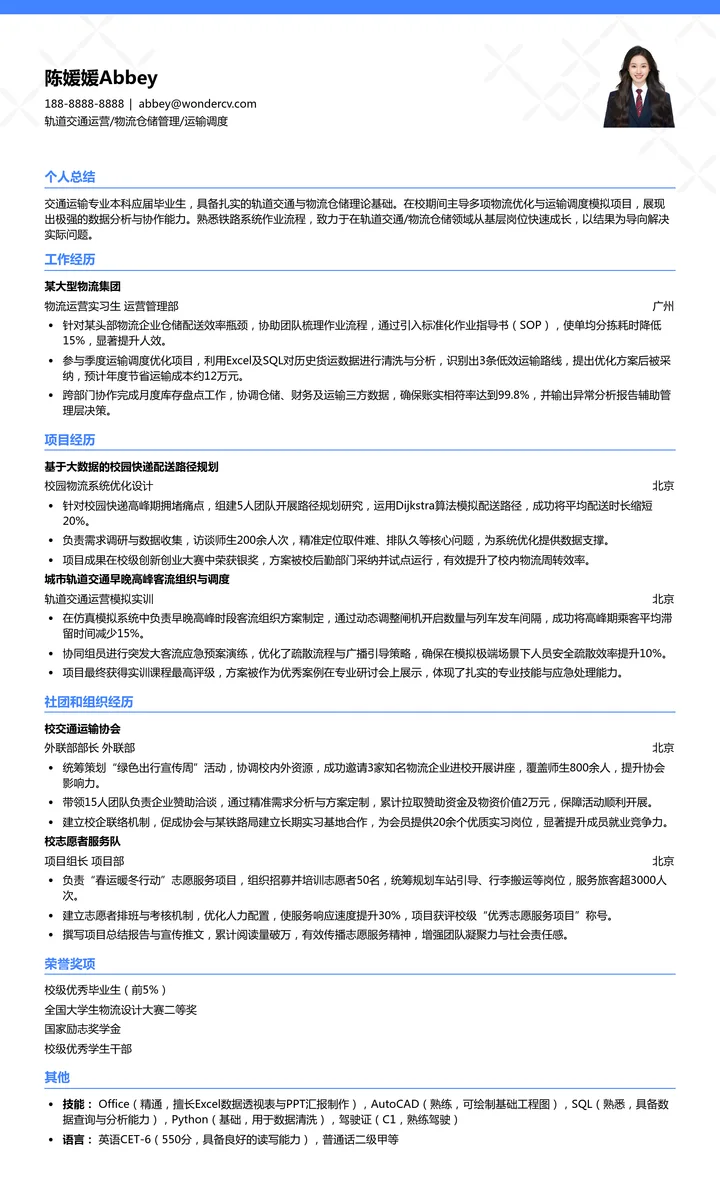 陈媛媛Abbey
188-8888-8888 | abbey@wondercv.com
轨道交通运营/物流仓储管理/运输调度
个人总结
交通运输专业本科应届毕业生，具备扎实的轨道交通与物流仓储理论基础。在校期间主导多项物流优化与运输调度模拟项目，展现
出极强的数据分析与协作能力。熟悉铁路系统作业流程，致力于在轨道交通/物流仓储领域从基层岗位快速成长，以结果为导向解决
实际问题。
工作经历
某大型物流集团
物流运营实习生 运营管理部 广州
• 针对某头部物流企业仓储配送效率瓶颈，协助团队梳理作业流程，通过引入标准化作业指导书（SOP），使单均分拣耗时降低
15%，显著提升人效。
• 参与季度运输调度优化项目，利用Excel及SQL对历史货运数据进行清洗与分析，识别出3条低效运输路线，提出优化方案后被采
纳，预计年度节省运输成本约12万元。
• 跨部门协作完成月度库存盘点工作，协调仓储、财务及运输三方数据，确保账实相符率达到99.8%，并输出异常分析报告辅助管
理层决策。
项目经历
基于大数据的校园快递配送路径规划
校园物流系统优化设计 北京
• 针对校园快递高峰期拥堵痛点，组建5人团队开展路径规划研究，运用Dijkstra算法模拟配送路径，成功将平均配送时长缩短
20%。
• 负责需求调研与数据收集，访谈师生200余人次，精准定位取件难、排队久等核心问题，为系统优化提供数据支撑。
• 项目成果在校级创新创业大赛中荣获银奖，方案被校后勤部门采纳并试点运行，有效提升了校内物流周转效率。
城市轨道交通早晚高峰客流组织与调度
轨道交通运营模拟实训 北京
• 在仿真模拟系统中负责早晚高峰时段客流组织方案制定，通过动态调整闸机开启数量与列车发车间隔，成功将高峰期乘客平均滞
留时间减少15%。
• 协同组员进行突发大客流应急预案演练，优化了疏散流程与广播引导策略，确保在模拟极端场景下人员安全疏散效率提升10%。
• 项目最终获得实训课程最高评级，方案被作为优秀案例在专业研讨会上展示，体现了扎实的专业技能与应急处理能力。
社团和组织经历
校交通运输协会
外联部部长 外联部 北京
• 统筹策划“绿色出行宣传周”活动，协调校内外资源，成功邀请3家知名物流企业进校开展讲座，覆盖师生800余人，提升协会
影响力。
• 带领15人团队负责企业赞助洽谈，通过精准需求分析与方案定制，累计拉取赞助资金及物资价值2万元，保障活动顺利开展。
• 建立校企联络机制，促成协会与某铁路局建立长期实习基地合作，为会员提供20余个优质实习岗位，显著提升成员就业竞争力。
校志愿者服务队
项目组长 项目部 北京
• 负责“春运暖冬行动”志愿服务项目，组织招募并培训志愿者50名，统筹规划车站引导、行李搬运等岗位，服务旅客超3000人
次。
• 建立志愿者排班与考核机制，优化人力配置，使服务响应速度提升30%，项目获评校级“优秀志愿服务项目”称号。
• 撰写项目总结报告与宣传推文，累计阅读量破万，有效传播志愿服务精神，增强团队凝聚力与社会责任感。
荣誉奖项
校级优秀毕业生（前5%）
全国大学生物流设计大赛二等奖
国家励志奖学金
校级优秀学生干部
其他
• 技能： Office（精通，擅长Excel数据透视表与PPT汇报制作），AutoCAD（熟练，可绘制基础工程图），SQL（熟悉，具备数
据查询与分析能力），Python（基础，用于数据清洗），驾驶证（C1，熟练驾驶）
• 语言： 英语CET-6（550分，具备良好的读写能力），普通话二级甲等